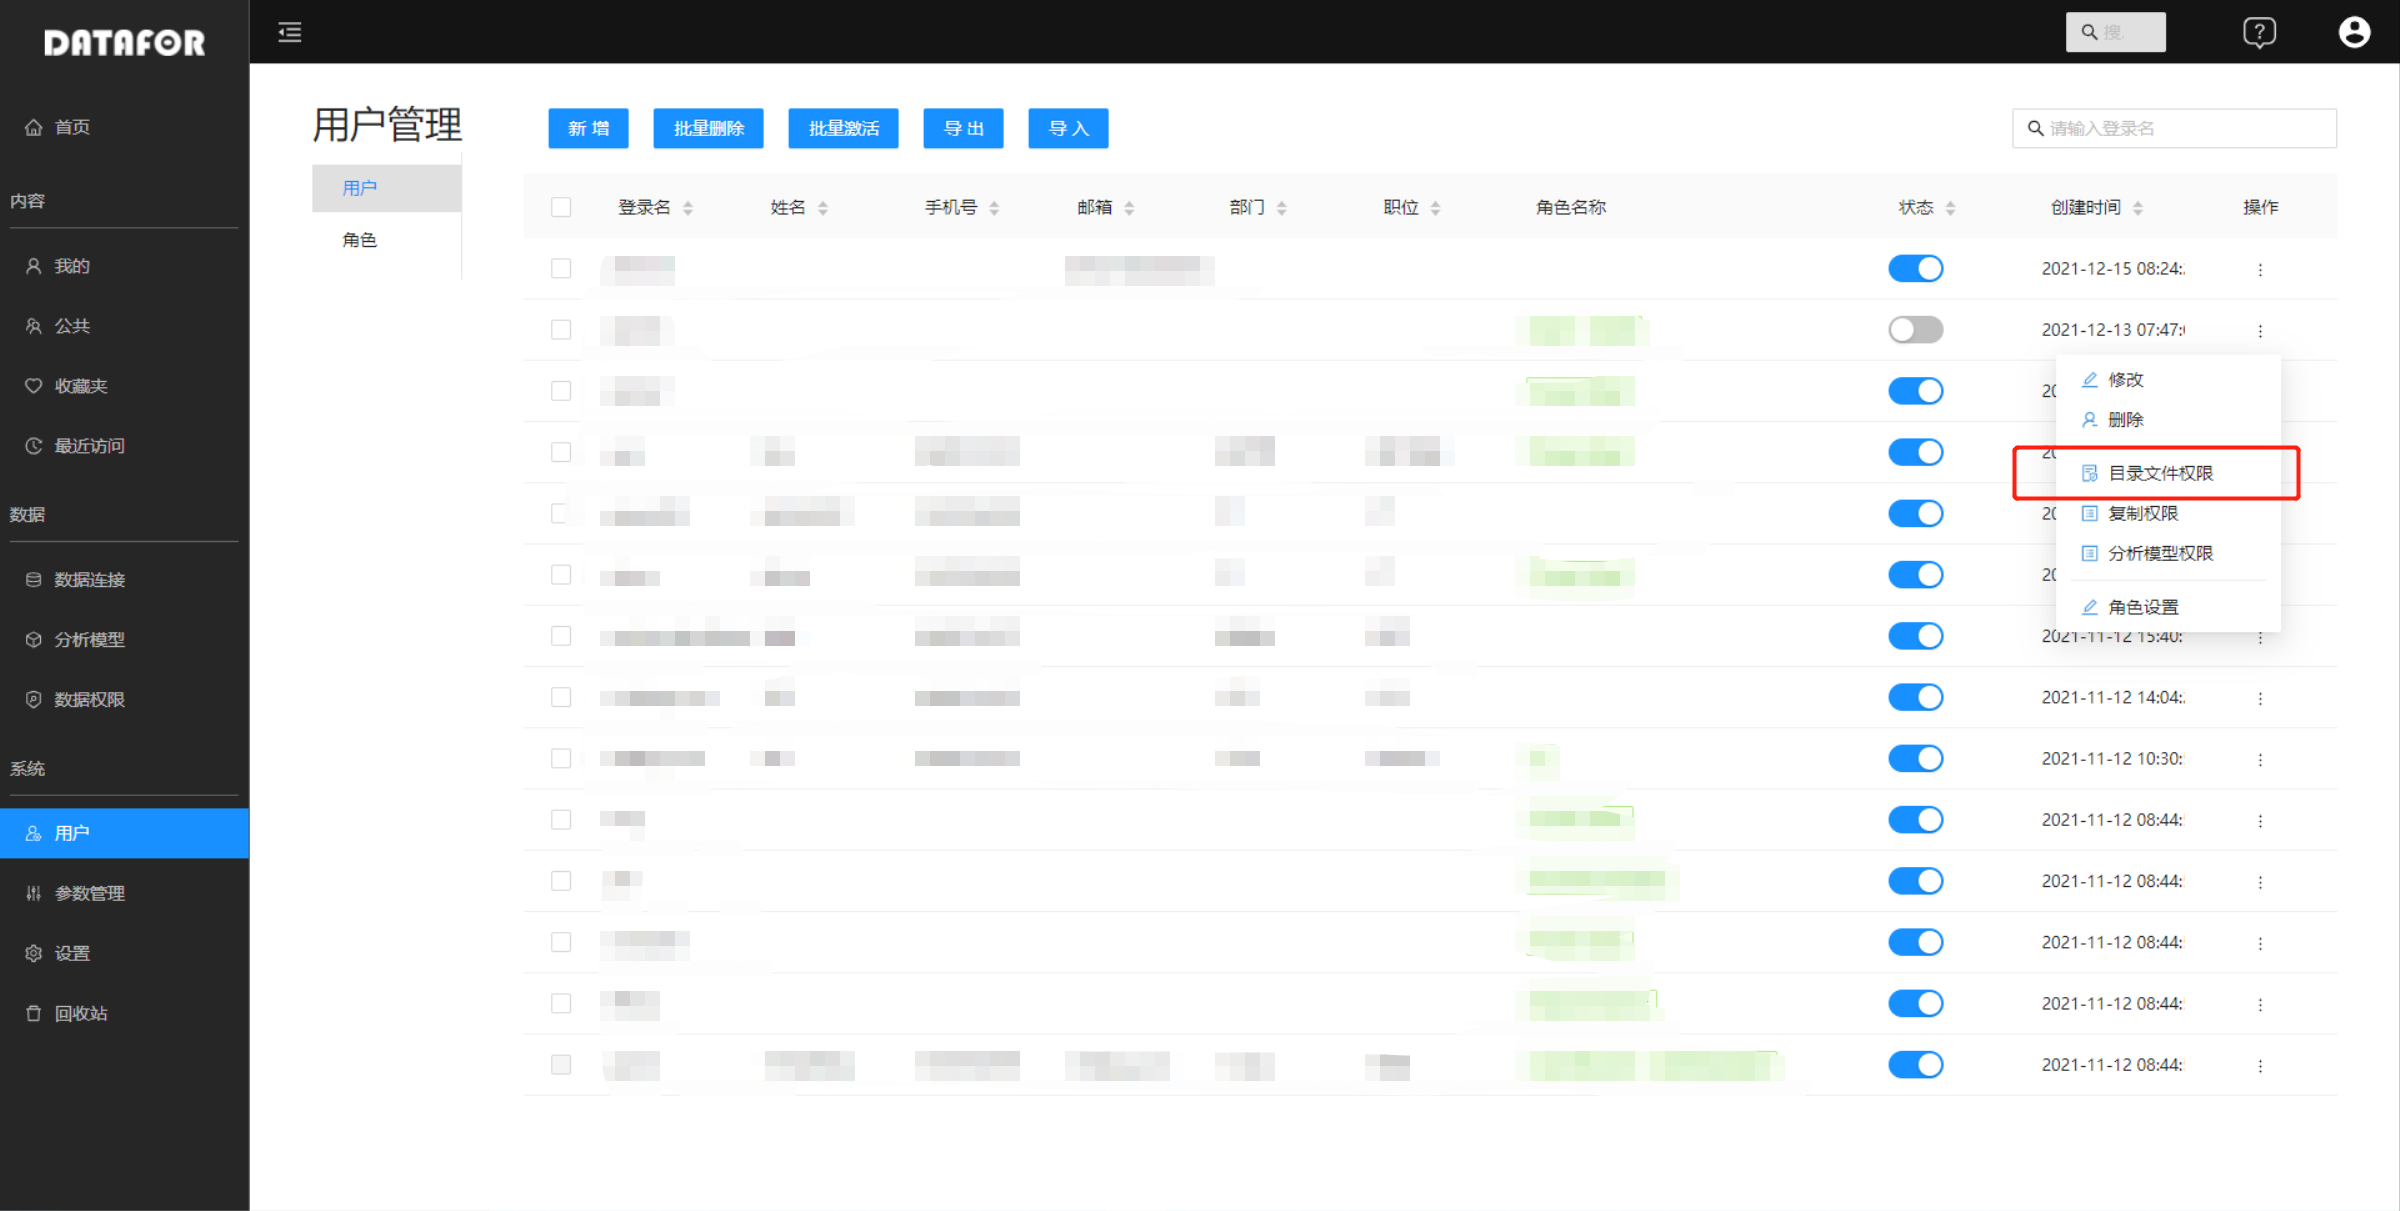 DATAFOR
搜
首页
内容
我的
公共
收藏夹
最近访问
数据
数据连接
分析模型
数据权限
系统
用户
参数管理
设置
回收站
用户管理
用户
角色
新 增 批量删除 批量激活 导 出 导 入
请输入登录名
登录名 姓名 手机号 邮箱 部门 职位 角色名称 状态 创建时间 操作
2021-12-15 08:24:
2021-12-13 07:47:
20
20
20
20
修改
删除
目录文件权限
复制权限
分析模型权限
角色设置
2021-11-12 15:40:
2021-11-12 14:04:
2021-11-12 10:30:
2021-11-12 08:44:
2021-11-12 08:44:
2021-11-12 08:44:
2021-11-12 08:44:
2021-11-12 08:44: